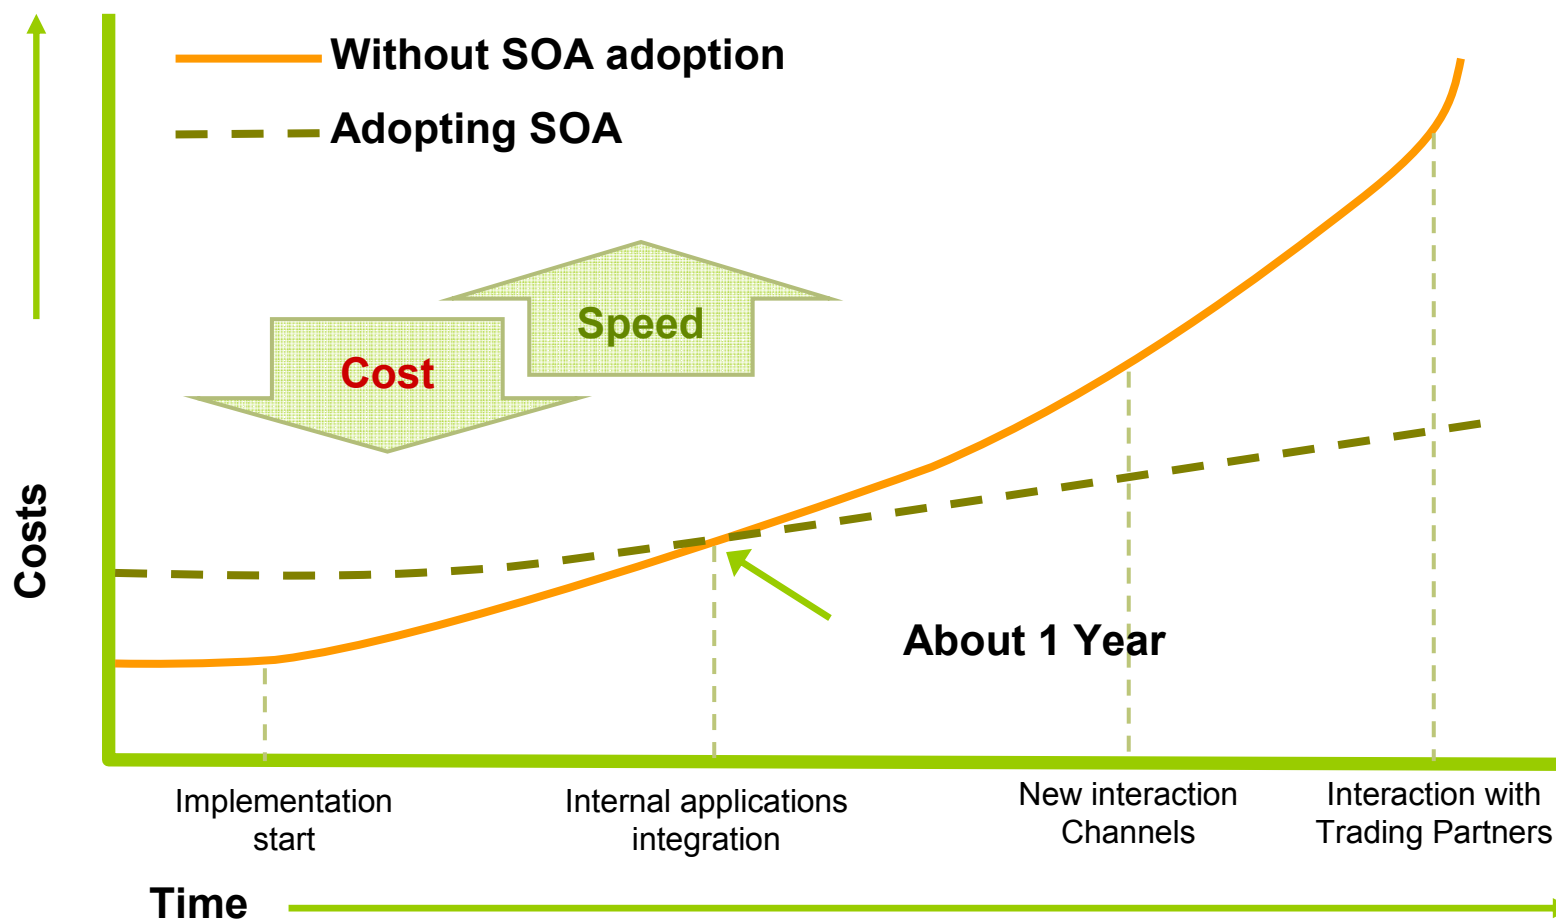 Without SOA adoption
Adopting SOA
Speed
Cost
Costs
About 1 Year
Implementation
start
Internal applications
integration
New interaction
Channels
Interaction with
Trading Partners
Time